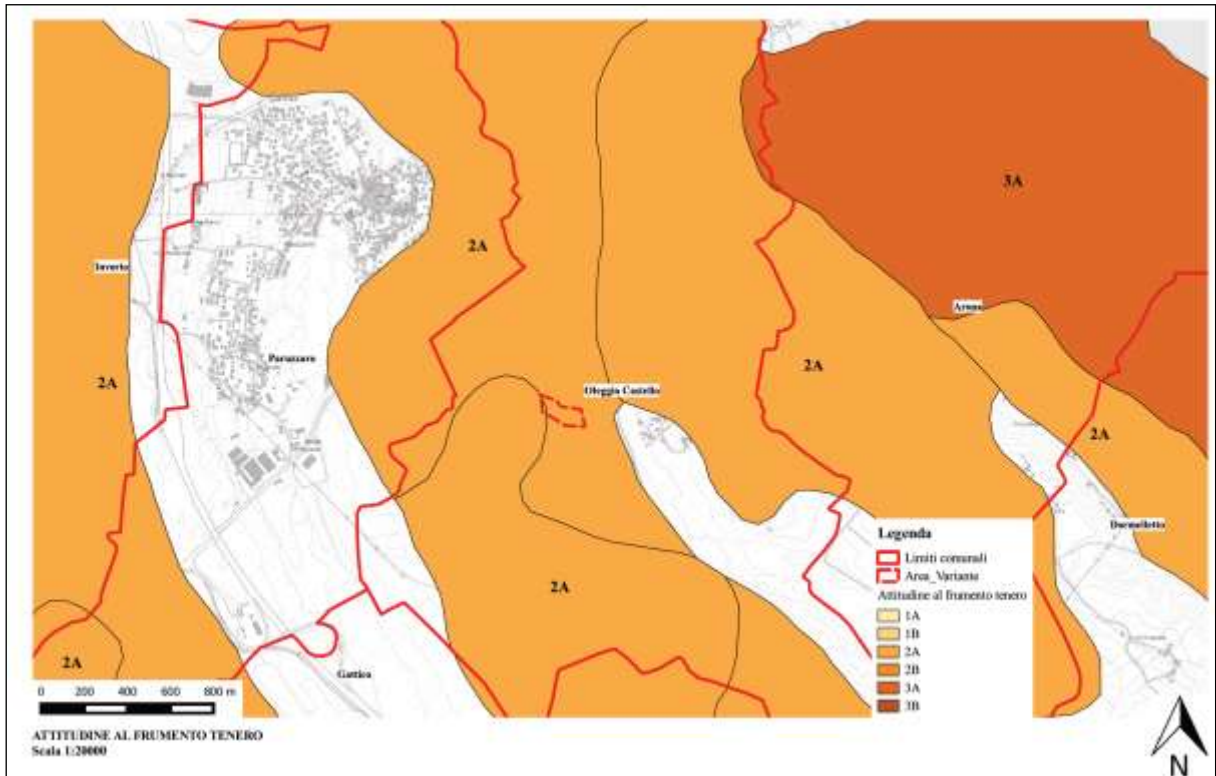 3A
2A
Invorio
Arona
Paruzzaro
2A
2A
Oleggio Castello
2A
Dormelletto
2A
2A
Gattico
Legenda
Limiti comunali
Area_Variante
Attitudine al frumento tenero
1A
1B
2A
2B
3A
3B
0 200 400 600 800 m
ATTITUDINE AL FRUMENTO TENERO
Scala 1:20000
N